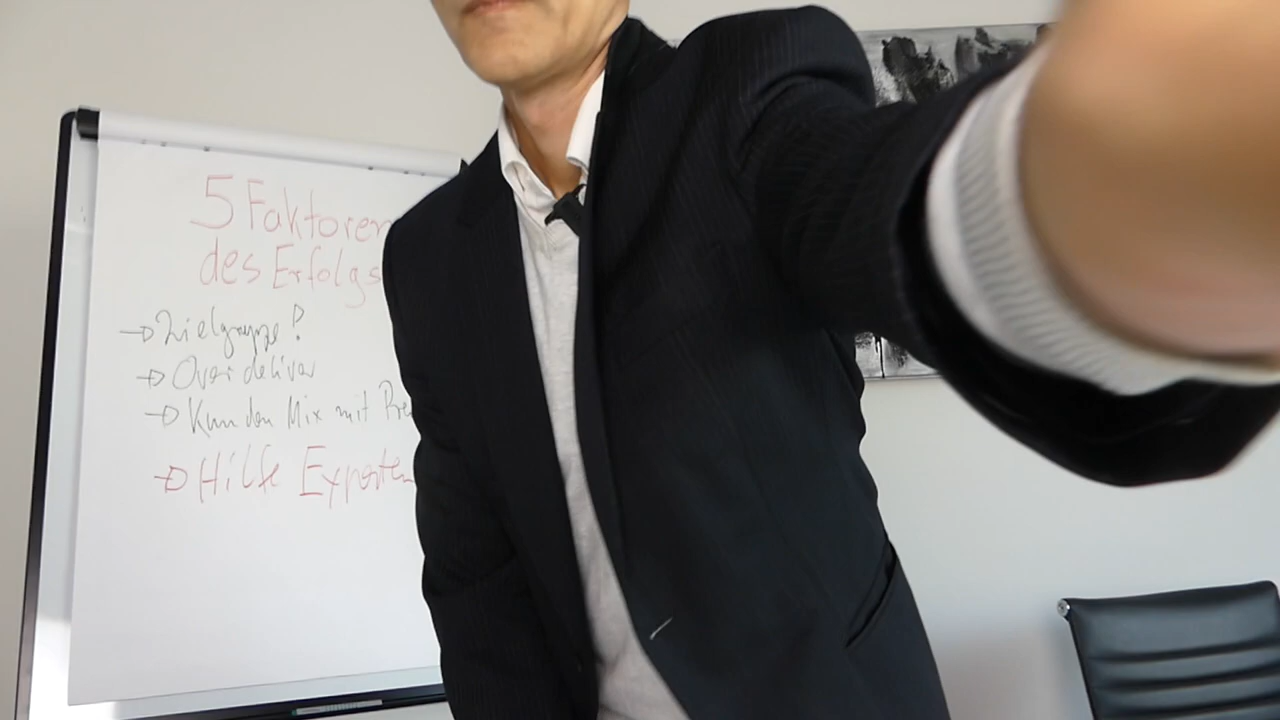 5 Faktoren
des Erfolgs
→ Zielgruppe?
→ Over deliver
→ Kunden Mix mit
→ Hilfe Experten